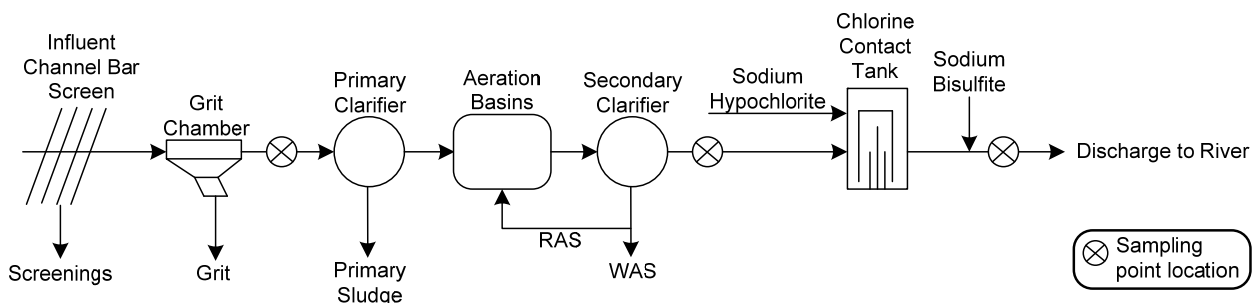 Influent
Channel Bar
Screen
Grit
Chamber
Primary
Clarifier
Aeration
Basins
Secondary
Clarifier
Sodium
Hypochlorite
Chlorine
Contact
Tank
Sodium
Bisulfite
Discharge to River
RAS
Screenings
Grit
Primary
Sludge
WAS
Sampling
point location